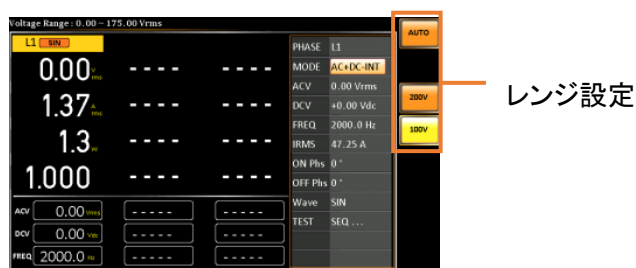 Voltage Range : 0.00 ~ 175.00 Vrms
L1 SIN
0.00 V rms - - - - - - - -
1.37 A rms - - - - - - - -
1.3 W - - - - - - - -
1.000 - - - - - - - -
ACV 0.00 Vrms - - - - - - - - - -
DCV 0.00 Vdc - - - - - - - - - -
FREQ 2000.0 Hz - - - - - - - - - -
PHASE L1
MODE AC+DC-INT
ACV 0.00 Vrms
DCV +0.00 Vdc
FREQ 2000.0 Hz
IRMS 47.25 A
ON Phs 0 °
OFF Phs 0 °
Wave SIN
TEST SEQ ...
AUTO
200V
100V
レンジ設定